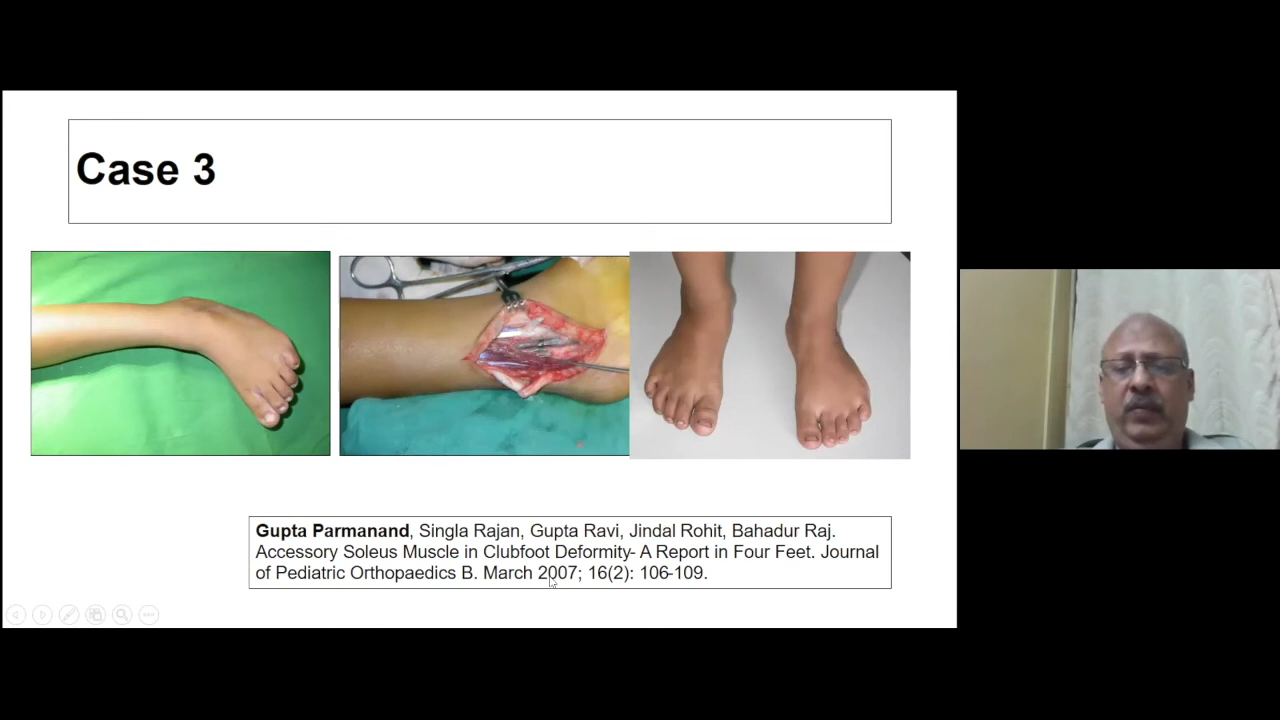 Case 3
Gupta Parmanand, Singla Rajan, Gupta Ravi, Jindal Rohit, Bahadur Raj.
Accessory Soleus Muscle in Clubfoot Deformity- A Report in Four Feet. Journal
of Pediatric Orthopaedics B. March 2007; 16(2): 106-109.